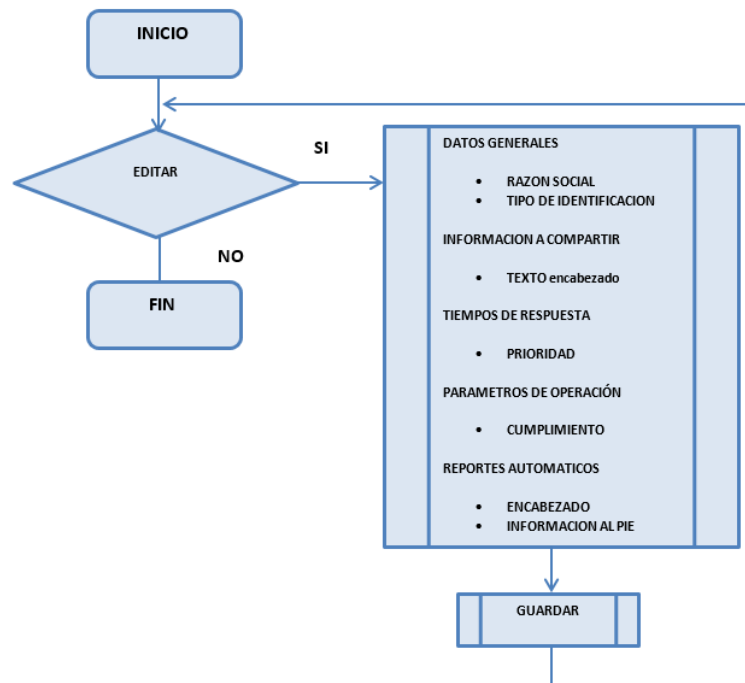 INICIO
EDITAR
SI
NO
FIN
DATOS GENERALES
• RAZON SOCIAL
• TIPO DE IDENTIFICACION
INFORMACION A COMPARTIR
• TEXTO encabezado
TIEMPOS DE RESPUESTA
• PRIORIDAD
PARAMETROS DE OPERACIÓN
• CUMPLIMIENTO
REPORTES AUTOMATICOS
• ENCABEZADO
• INFORMACION AL PIE
GUARDAR